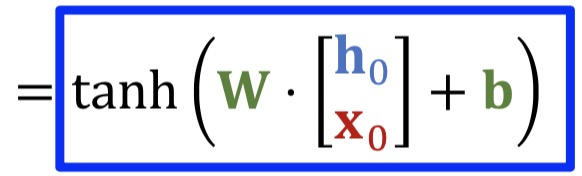 = tanh (W · [h₀ x₀] + b)